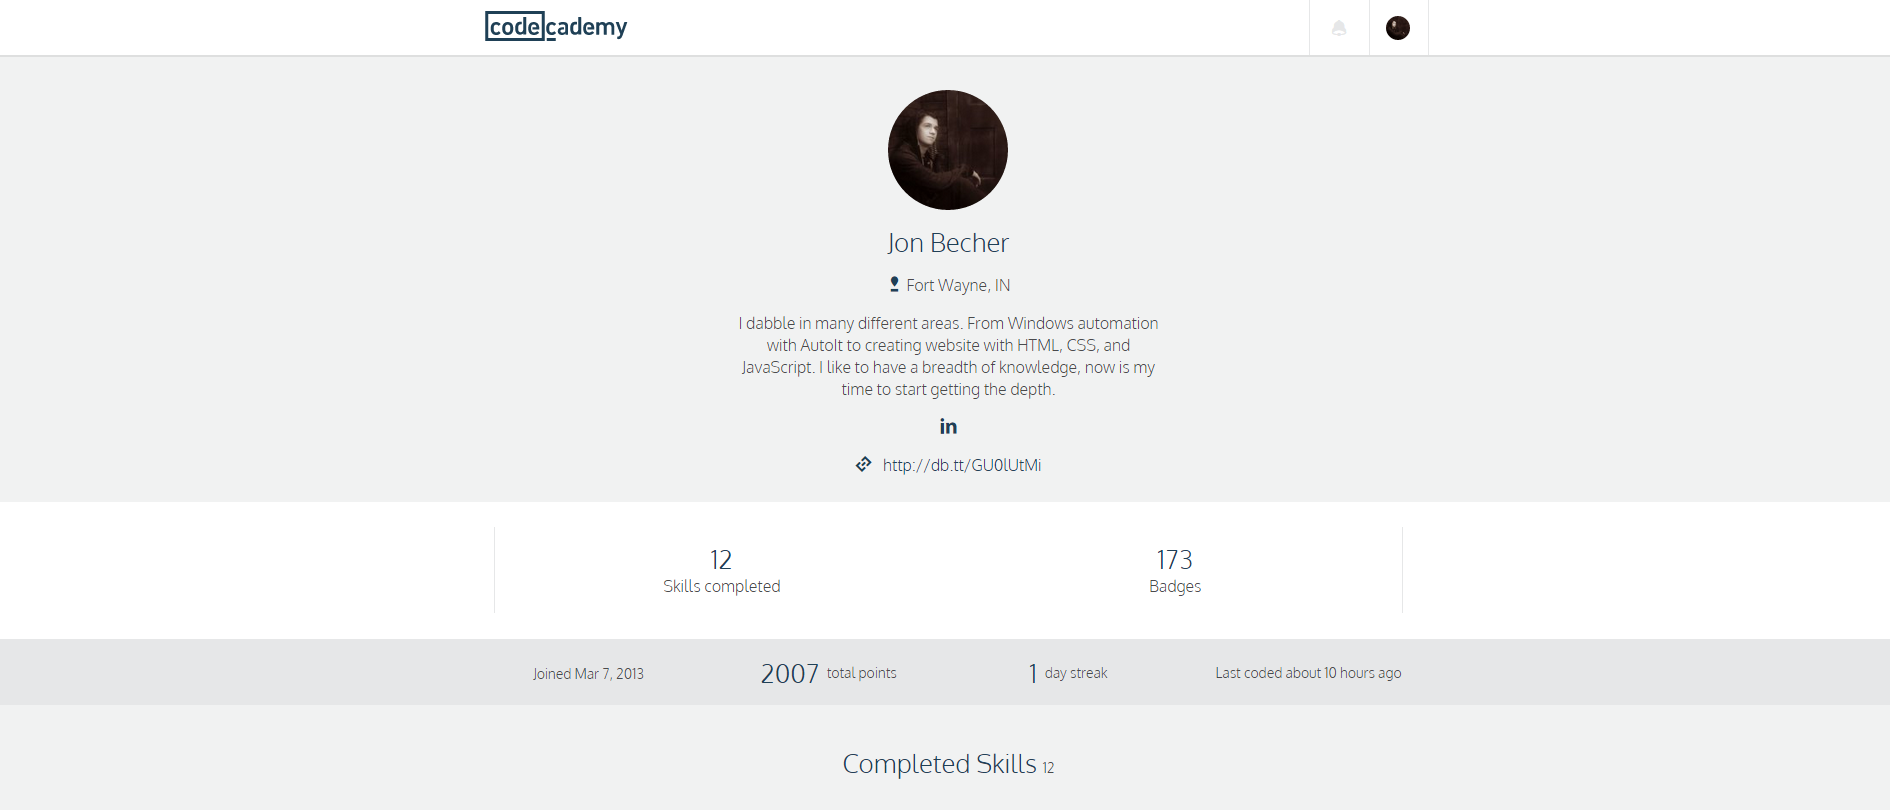 codecademy
Jon Becher
Fort Wayne, IN
I dabble in many different areas. From Windows automation
with AutoIt to creating website with HTML, CSS, and
JavaScript. I like to have a breadth of knowledge, now is my
time to start getting the depth.
in
http://db.tt/GU0lUtMi
12
Skills completed
173
Badges
Joined Mar 7, 2013
2007 total points
1 day streak
Last coded about 10 hours ago
Completed Skills 12